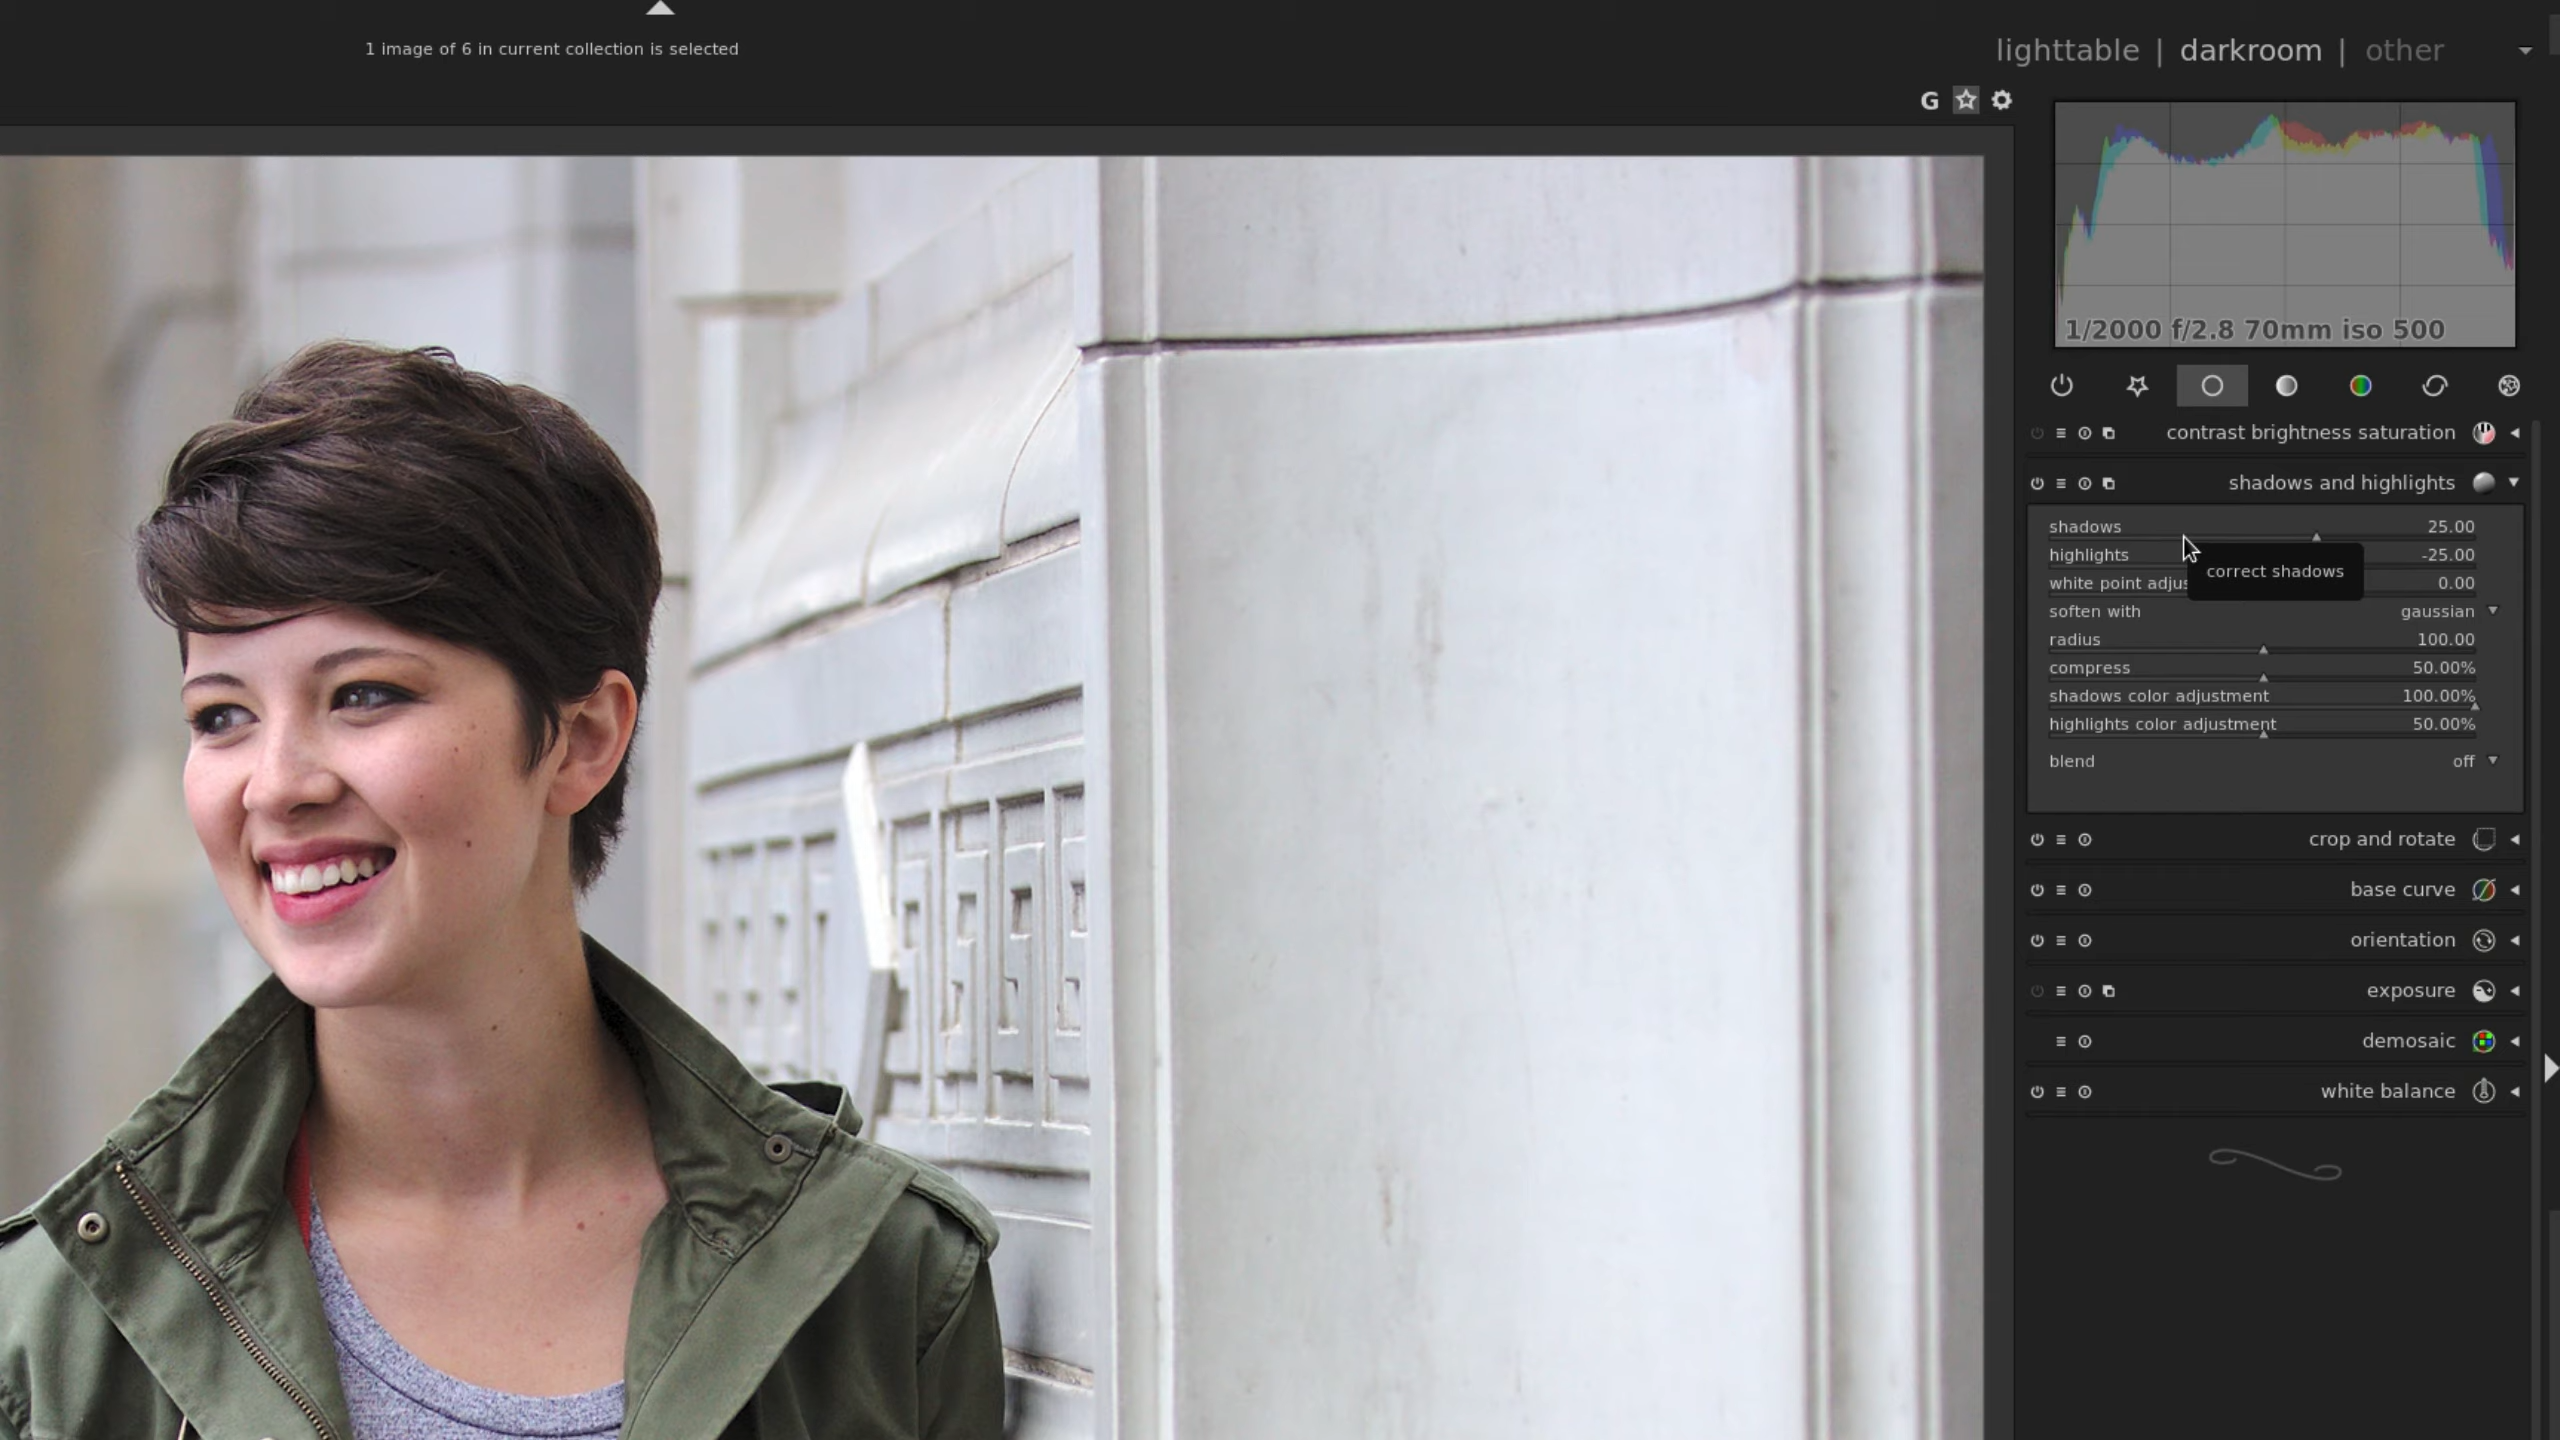 1 image of 6 in current collection is selected
lighttable | darkroom | other
G
1/2000 f/2.8 70mm iso 500
contrast brightness saturation
shadows and highlights
shadows 25.00
highlights -25.00
correct shadows
white point adjus 0.00
soften with gaussian
radius 100.00
compress 50.00%
shadows color adjustment 100.00%
highlights color adjustment 50.00%
blend off
crop and rotate
base curve
orientation
exposure
demosaic
white balance